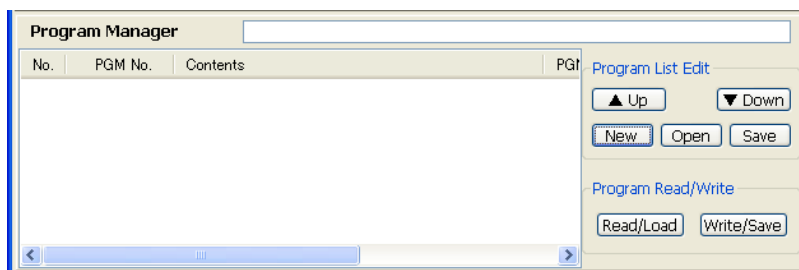 Program Manager
No. PGM No. Contents PGM
Program List Edit
▲ Up ▼ Down
New Open Save
Program Read/Write
Read/Load Write/Save